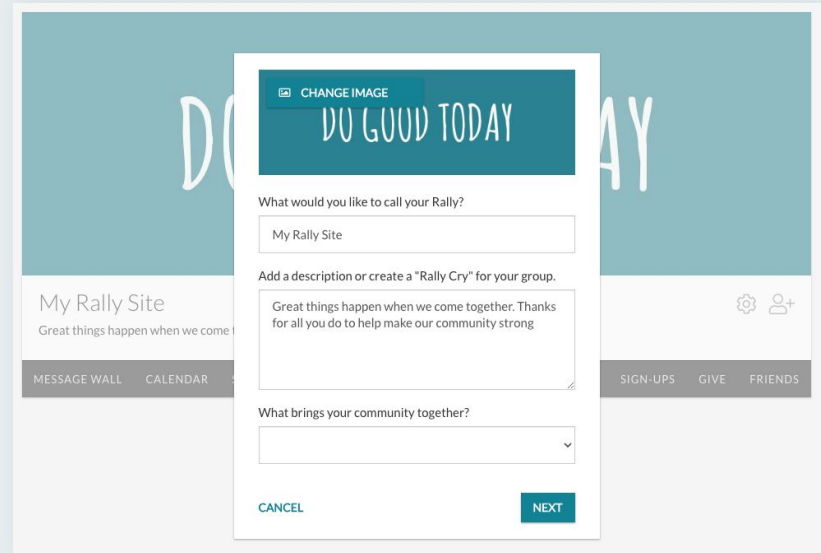 DO
AY
CHANGE IMAGE
DO GOOD TODAY
What would you like to call your Rally?
My Rally Site
Add a description or create a "Rally Cry" for your group.
Great things happen when we come together. Thanks
for all you do to help make our community strong
What brings your community together?
CANCEL
NEXT
My Rally Site
Great things happen when we come
MESSAGE WALL
CALENDAR
SIGN-UPS
GIVE
FRIENDS